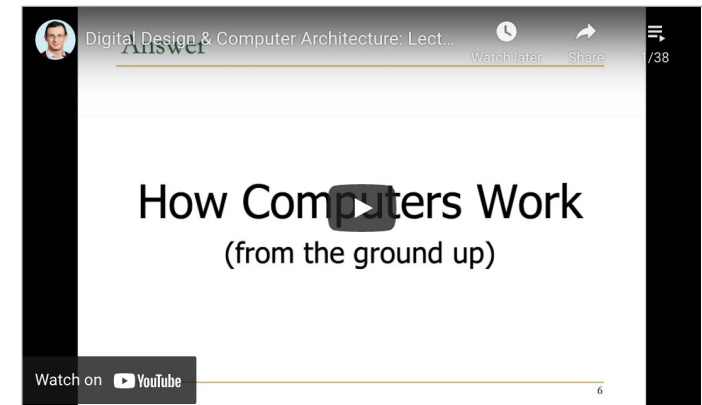 Digital Design & Computer Architecture: Lect...
Answer
Watch later
Share
1/38
How Computers Work
(from the ground up)
Watch on YouTube
6